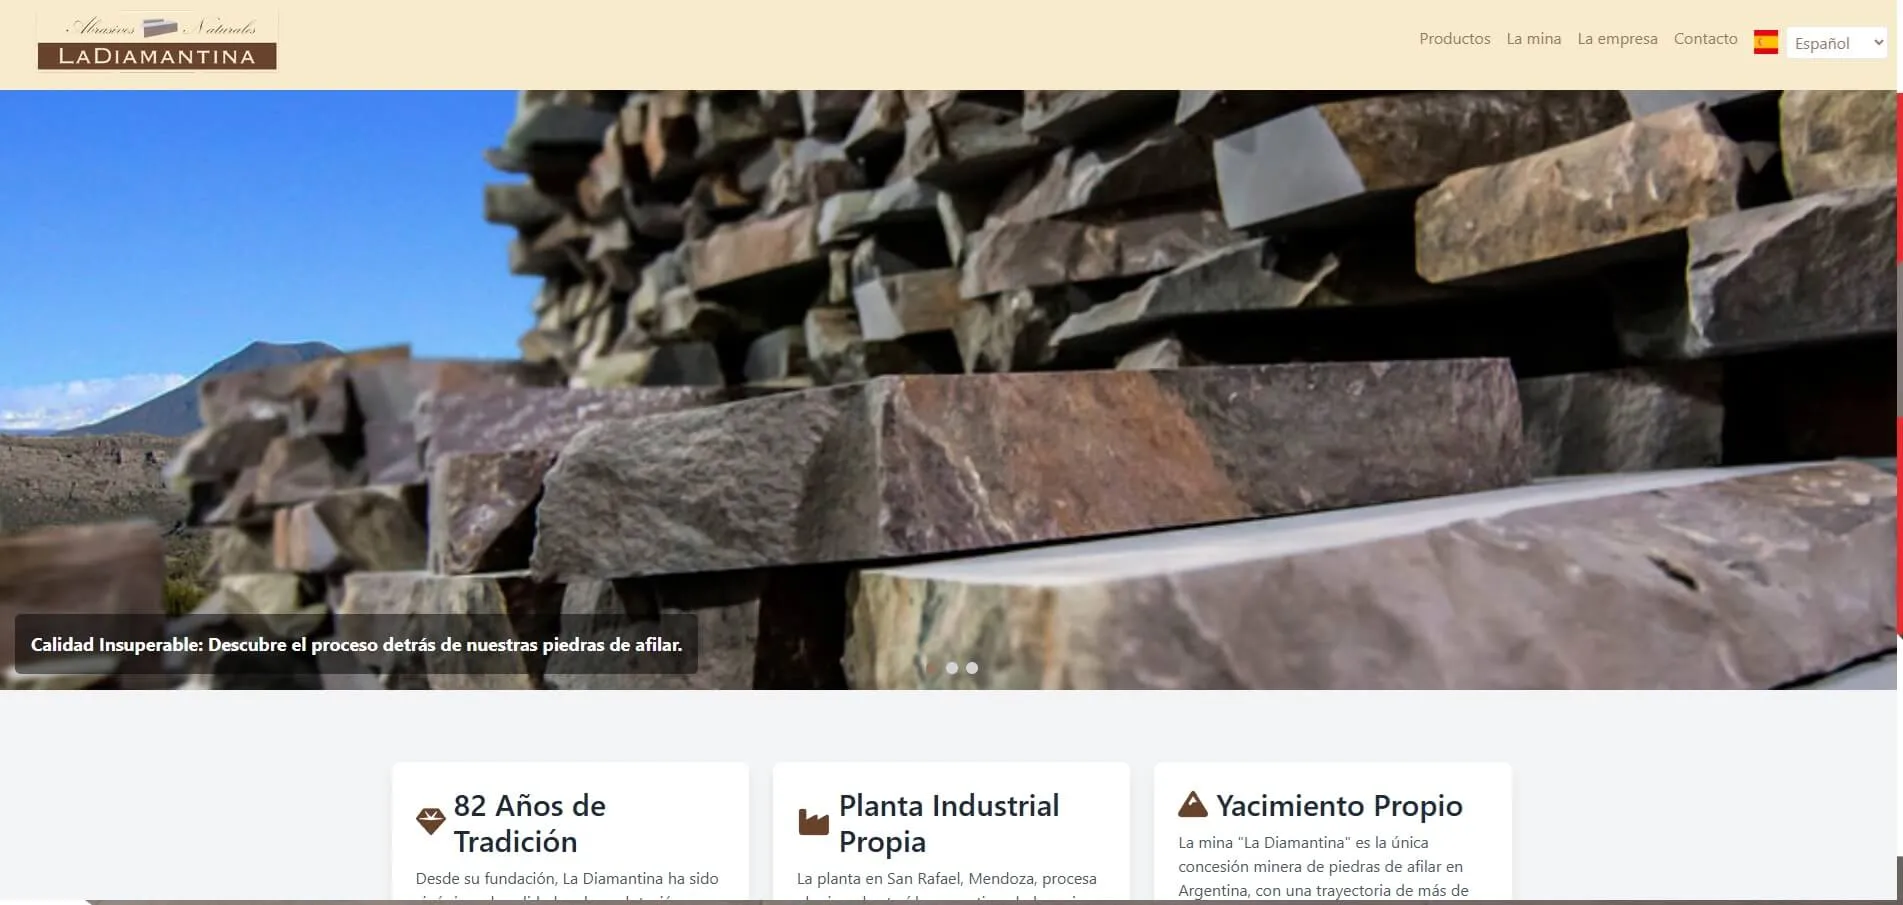 Abrasivos Naturales
LADIAMANTINA
Productos La mina La empresa Contacto Español
Calidad Insuperable: Descubre el proceso detrás de nuestras piedras de afilar.
82 Años de
Tradición
Desde su fundación, La Diamantina ha sido
Planta Industrial
Propia
La planta en San Rafael, Mendoza, procesa
Yacimiento Propio
La mina "La Diamantina" es la única
concesión minera de piedras de afilar en
Argentina, con una trayectoria de más de